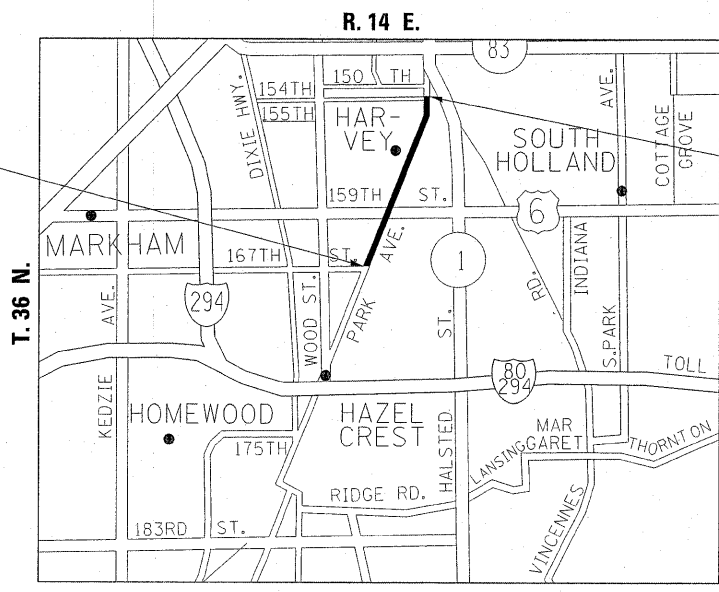 R. 14 E.
T. 36 N.
83
150 TH
154TH
155TH
DIXIE HWY.
HAR-
VEY
SOUTH
HOLLAND
AVE.
COTTAGE
GROVE
159TH ST.
6
MARKHAM
167TH ST.
AVE.
1
INDIANA
RD.
294
AVE.
WOOD ST.
PARK
ST.
S.PARK
TOLL
80
294
KEDZIE
HOMEWOOD
HAZEL
CREST
175TH
HALSTED
LANSING
MAR
GARET
THORNTON
RIDGE RD.
VINCENNES
183RD ST.